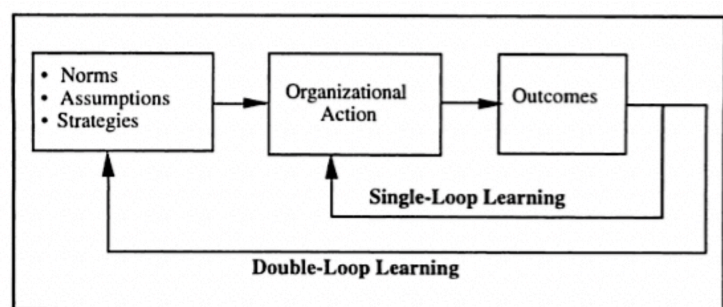 • Norms
• Assumptions
• Strategies
Organizational
Action
Outcomes
Single-Loop Learning
Double-Loop Learning